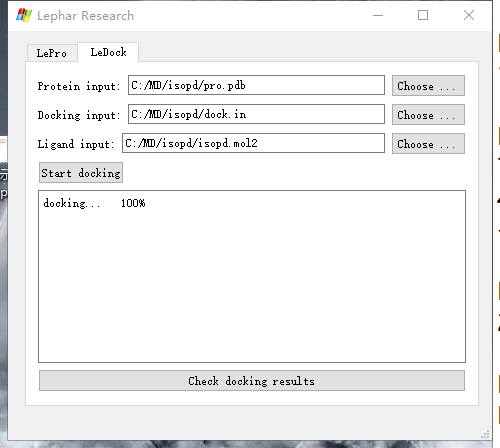 Lephar Research
LePro LeDock
Protein input: C:/MD/isopd/pro.pdb Choose ...
Docking input: C:/MD/isopd/dock.in Choose ...
Ligand input: C:/MD/isopd/isopd.mol2 Choose ...
Start docking
docking... 100%
Check docking results